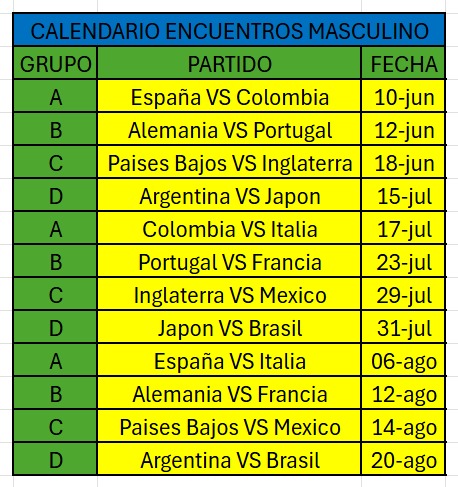 CALENDARIO ENCUENTROS MASCULINO
GRUPO PARTIDO FECHA
A España VS Colombia 10-jun
B Alemania VS Portugal 12-jun
C Paises Bajos VS Inglaterra 18-jun
D Argentina VS Japon 15-jul
A Colombia VS Italia 17-jul
B Portugal VS Francia 23-jul
C Inglaterra VS Mexico 29-jul
D Japon VS Brasil 31-jul
A España VS Italia 06-ago
B Alemania VS Francia 12-ago
C Paises Bajos VS Mexico 14-ago
D Argentina VS Brasil 20-ago